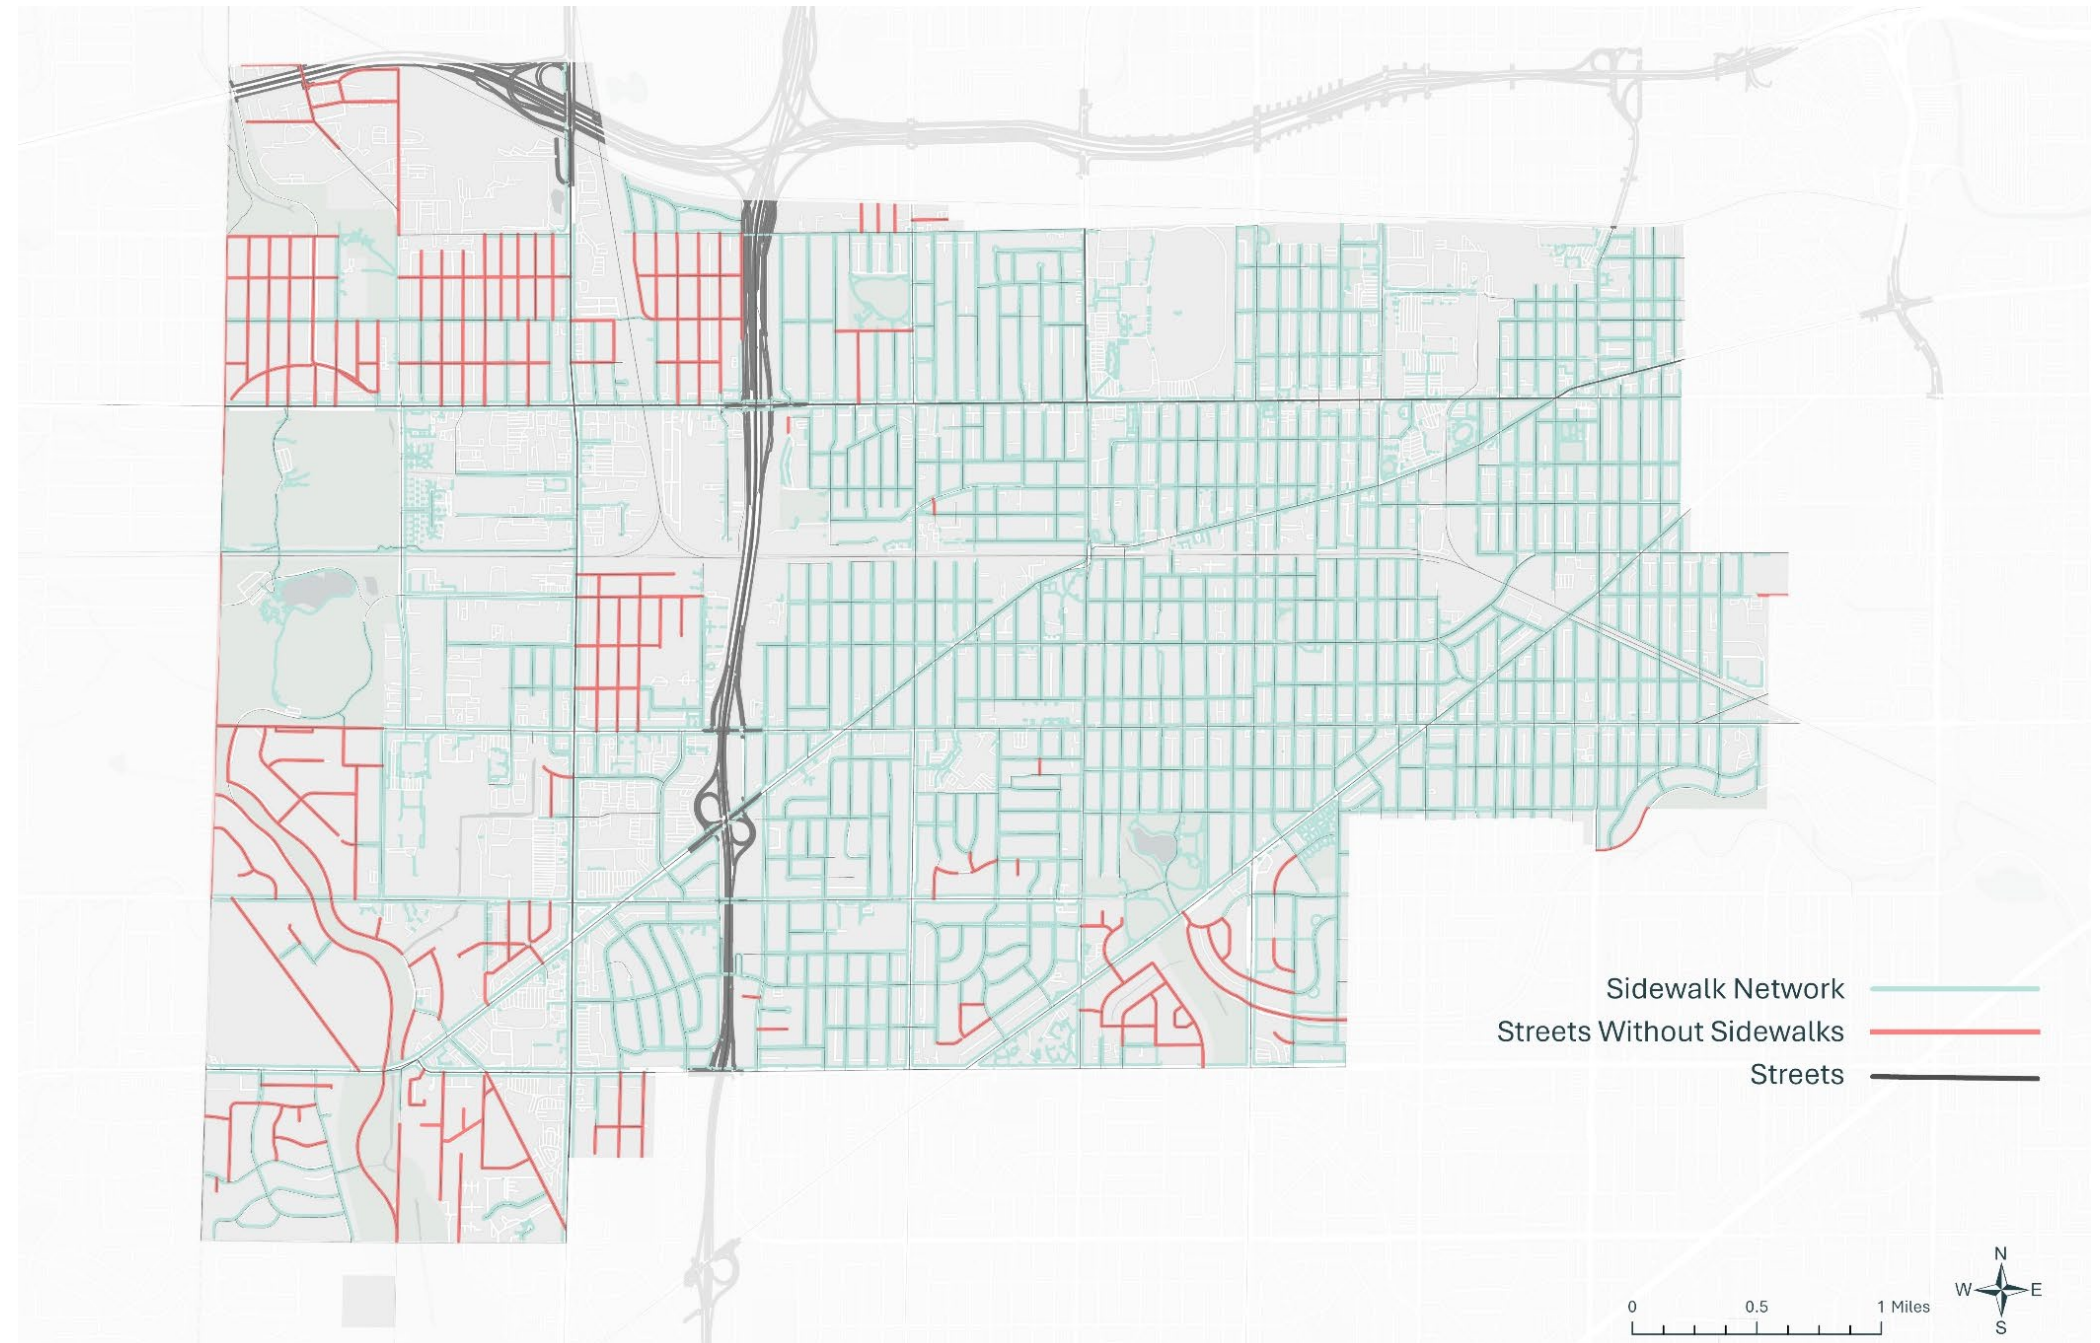 Sidewalk Network
Streets Without Sidewalks
Streets
N
W E
S
0 0.5 1 Miles